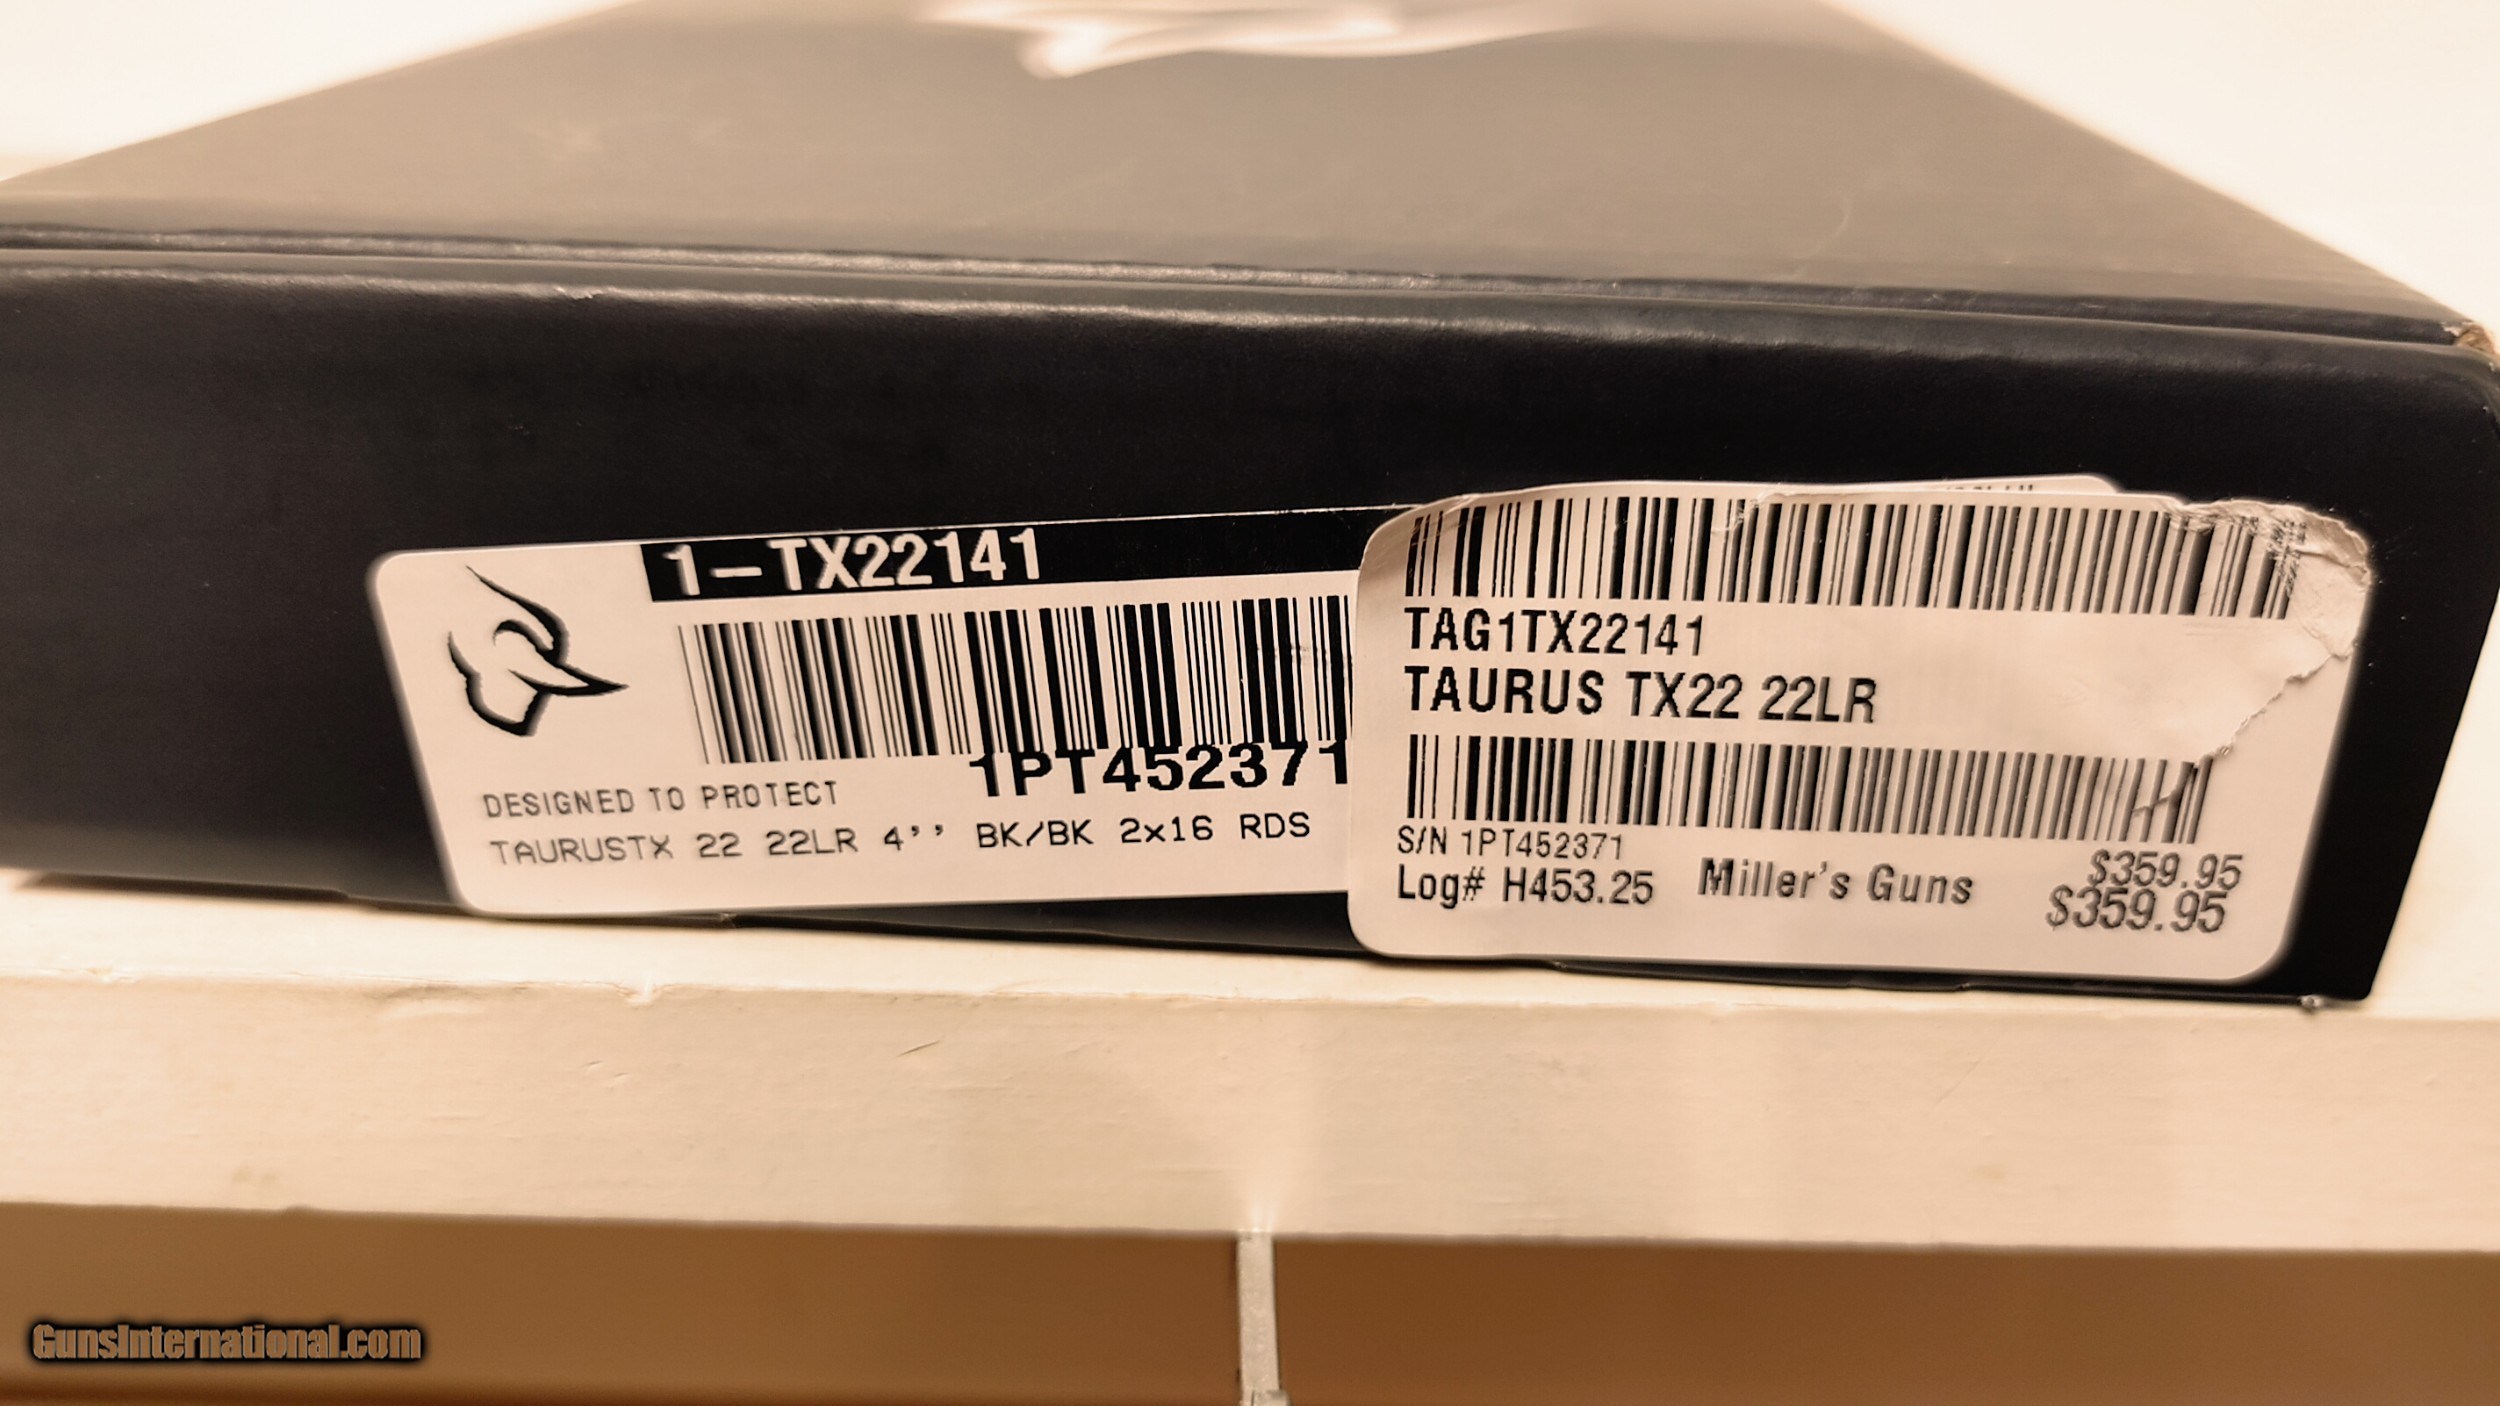 1-TX22141
1PT452371
DESIGNED TO PROTECT
TAURUSTX 22 22LR 4’’ BK/BK 2x16 RDS
TAG1TX22141
TAURUS TX22 22LR
S/N 1PT452371
Log# H453.25 Miller's Guns
$359.95
$359.95
GunsInternational.com